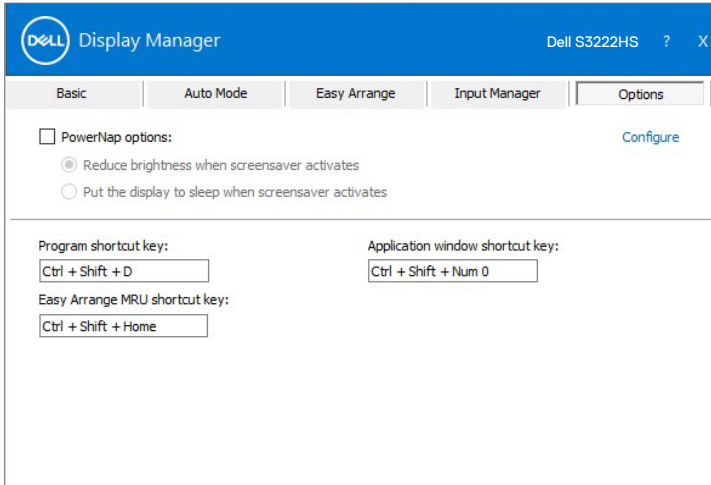 DELL Display Manager Dell S3222HS ? X
Basic Auto Mode Easy Arrange Input Manager Options
PowerNap options: Configure
Reduce brightness when screensaver activates
Put the display to sleep when screensaver activates
Program shortcut key: Application window shortcut key:
Ctrl + Shift + D Ctrl + Shift + Num 0
Easy Arrange MRU shortcut key:
Ctrl + Shift + Home